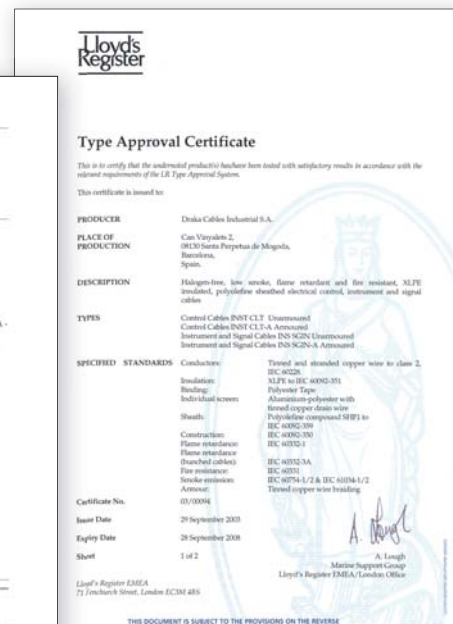 Lloyd's
Register
Type Approval Certificate
This is to certify that the undernoted product(s) has/have been tested with satisfactory results in accordance with the
relevant requirements of the LR Type Approval System.
This certificate is issued to:
PRODUCER Draka Cables Industrial S.A.
PLACE OF Can Vinyalets 2,
PRODUCTION 08130 Santa Perpetua de Mogoda,
Barcelona,
Spain.
DESCRIPTION Halogen-free, low smoke, flame retardant and fire resistant, XLPE
insulated, polyolefine sheathed electrical control, instrument and signal
cables
TYPES Control Cables INST CLT Unarmoured
Control Cables INST CLT-A Armoured
Instrument and Signal Cables INS SGIN Unarmoured
Instrument and Signal Cables INS SGIN-A Armoured
SPECIFIED STANDARDS Conductors: Tinned and stranded copper wire to class 2,
IEC 60228
Insulation: XLPE to IEC 60092-351
Binding: Polyester Tape
Individual screen: Aluminium-polyester with
tinned copper drain wire
Sheath: Polyolefine compound SHF1 to
IEC 60092-359
Construction: IEC 60092-350
Flame retardance: IEC 60332-1
Flame retardance
(bunched cables): IEC 60332-3A
Fire resistance: IEC 60331
Smoke emission: IEC 60754-1/2 & IEC 61034-1/2
Armour: Tinned copper wire braiding
Certificate No. 03/00094
Issue Date 29 September 2003
Expiry Date 28 September 2008
Sheet 1 of 2
A. Lough
A. Lough
Marine Support Group
Lloyd's Register EMEA/London Office
Lloyd's Register EMEA
71 Fenchurch Street, London EC3M 4BS
THIS DOCUMENT IS SUBJECT TO THE PROVISIONS ON THE REVERSE